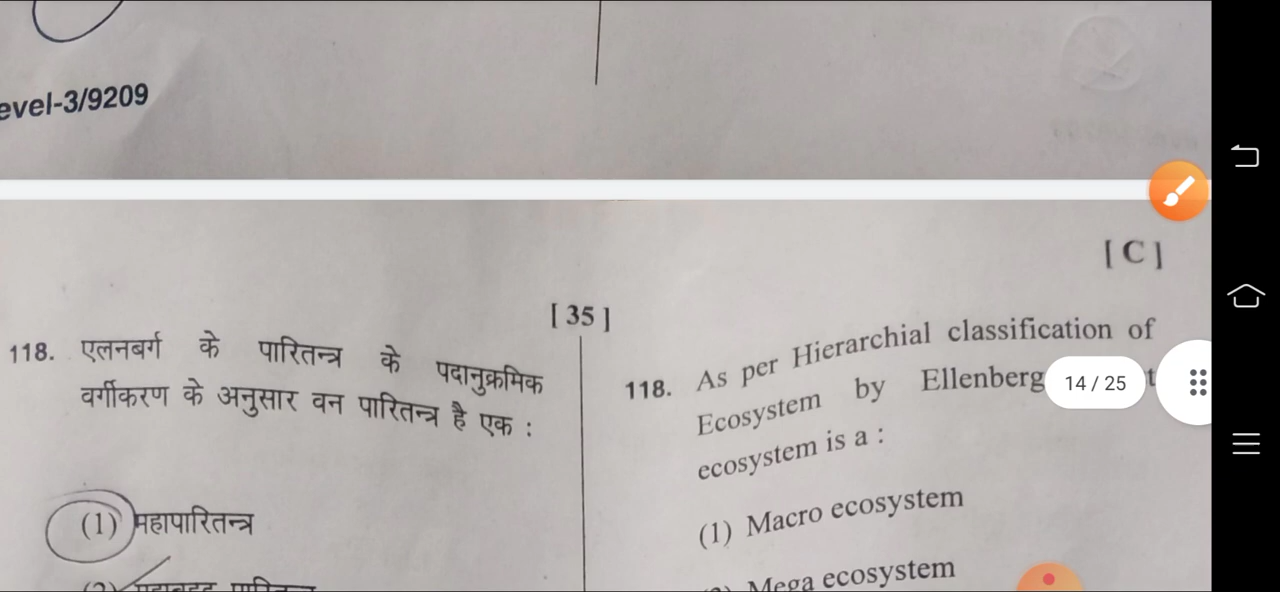 evel-3/9209
[ C ]
[ 35 ]
118. एलनबर्ग के पारितन्त्र के पदानुक्रमिक
वर्गीकरण के अनुसार वन पारितन्त्र है एक :
(1) महापारितन्त्र
118. As per Hierarchial classification of
Ecosystem by Ellenberg t
ecosystem is a :
(1) Macro ecosystem
Mega ecosystem
14 / 25